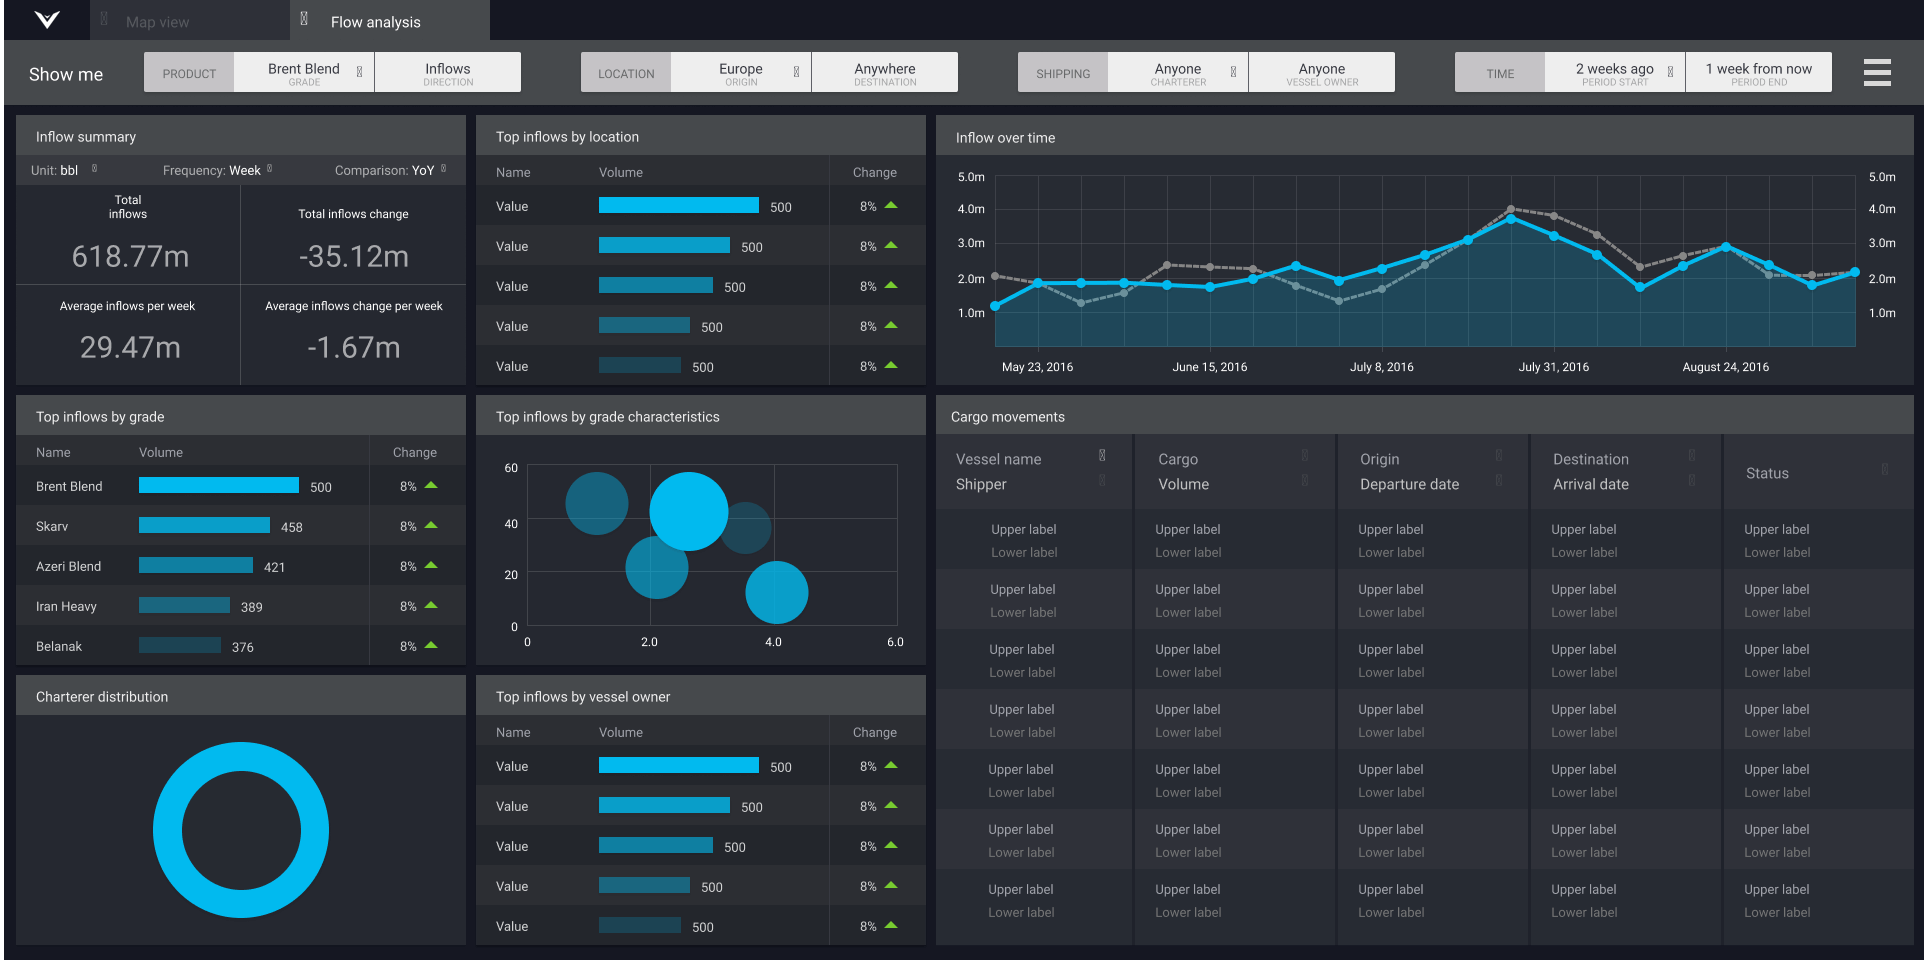 Map view
Flow analysis
Show me
PRODUCT
Brent Blend
GRADE
Inflows
DIRECTION
LOCATION
Europe
ORIGIN
Anywhere
DESTINATION
SHIPPING
Anyone
CHARTERER
Anyone
VESSEL OWNER
TIME
2 weeks ago
PERIOD START
1 week from now
PERIOD END
Inflow summary
Unit: bbl
Frequency: Week
Comparison: YoY
Total
inflows
618.77m
Total inflows change
-35.12m
Average inflows per week
29.47m
Average inflows change per week
-1.67m
Top inflows by location
Name Volume Change
Value 500 8%
Value 500 8%
Value 500 8%
Value 500 8%
Value 500 8%
Inflow over time
5.0m 5.0m
4.0m 4.0m
3.0m 3.0m
2.0m 2.0m
1.0m 1.0m
May 23, 2016 June 15, 2016 July 8, 2016 July 31, 2016 August 24, 2016
Top inflows by grade
Name Volume Change
Brent Blend 500 8%
Skarv 458 8%
Azeri Blend 421 8%
Iran Heavy 389 8%
Belanak 376 8%
Top inflows by grade characteristics
60
40
20
0
0 2.0 4.0 6.0
Cargo movements
Vessel name Cargo Origin Destination Status
Shipper Volume Departure date Arrival date
Upper label Upper label Upper label Upper label Upper label
Lower label Lower label Lower label Lower label Lower label
Upper label Upper label Upper label Upper label Upper label
Lower label Lower label Lower label Lower label Lower label
Upper label Upper label Upper label Upper label Upper label
Lower label Lower label Lower label Lower label Lower label
Upper label Upper label Upper label Upper label Upper label
Lower label Lower label Lower label Lower label Lower label
Upper label Upper label Upper label Upper label Upper label
Lower label Lower label Lower label Lower label Lower label
Upper label Upper label Upper label Upper label Upper label
Lower label Lower label Lower label Lower label Lower label
Upper label Upper label Upper label Upper label Upper label
Lower label Lower label Lower label Lower label Lower label
Charterer distribution
Top inflows by vessel owner
Name Volume Change
Value 500 8%
Value 500 8%
Value 500 8%
Value 500 8%
Value 500 8%